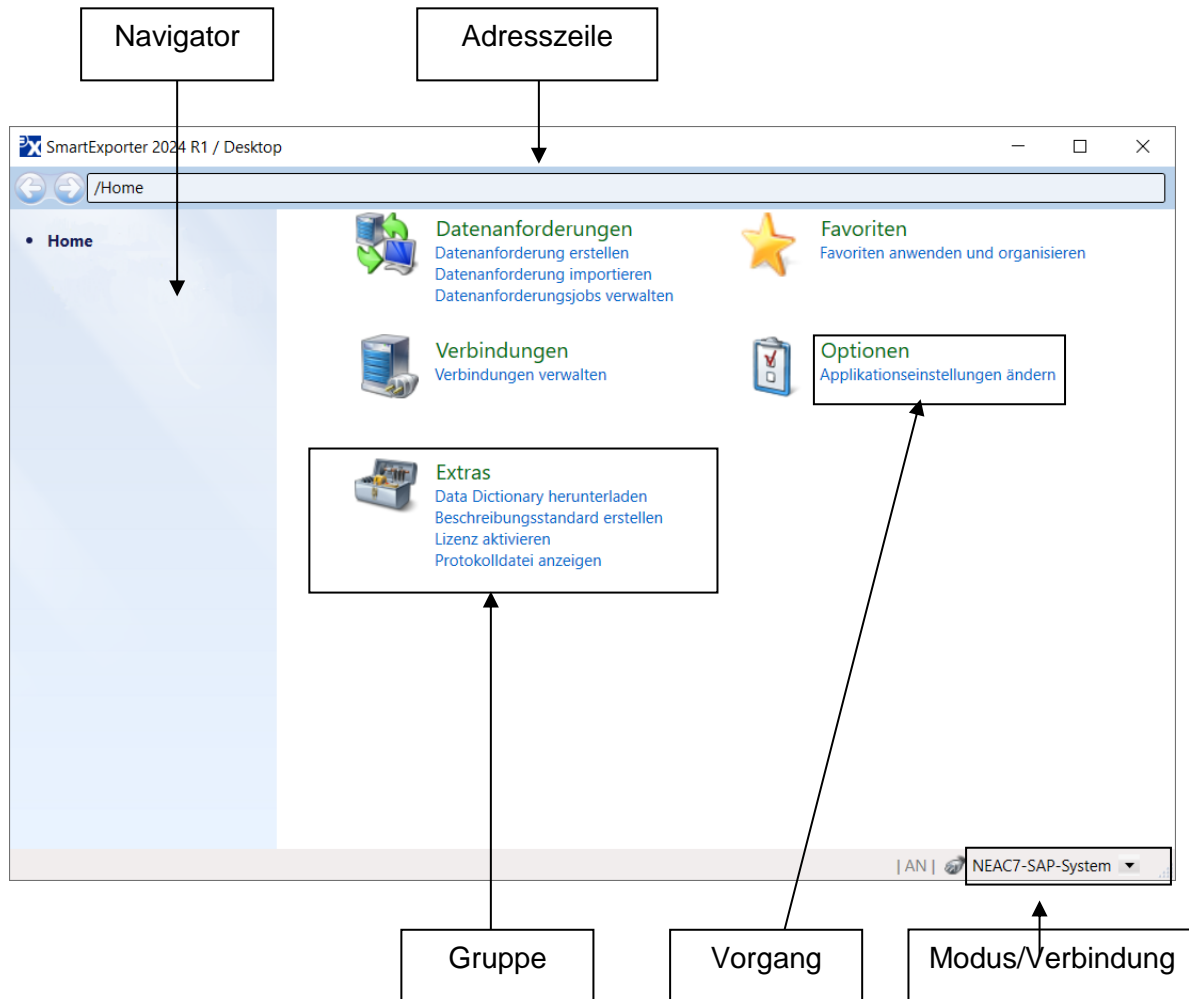 Navigator
Adresszeile
SmartExporter 2024 R1 / Desktop
/Home
• Home
Datenanforderungen
Datenanforderung erstellen
Datenanforderung importieren
Datenanforderungsjobs verwalten
Favoriten
Favoriten anwenden und organisieren
Verbindungen
Verbindungen verwalten
Optionen
Applikationseinstellungen ändern
Extras
Data Dictionary herunterladen
Beschreibungsstandard erstellen
Lizenz aktivieren
Protokolldatei anzeigen
| AN | NEAC7-SAP-System
Gruppe
Vorgang
Modus/Verbindung